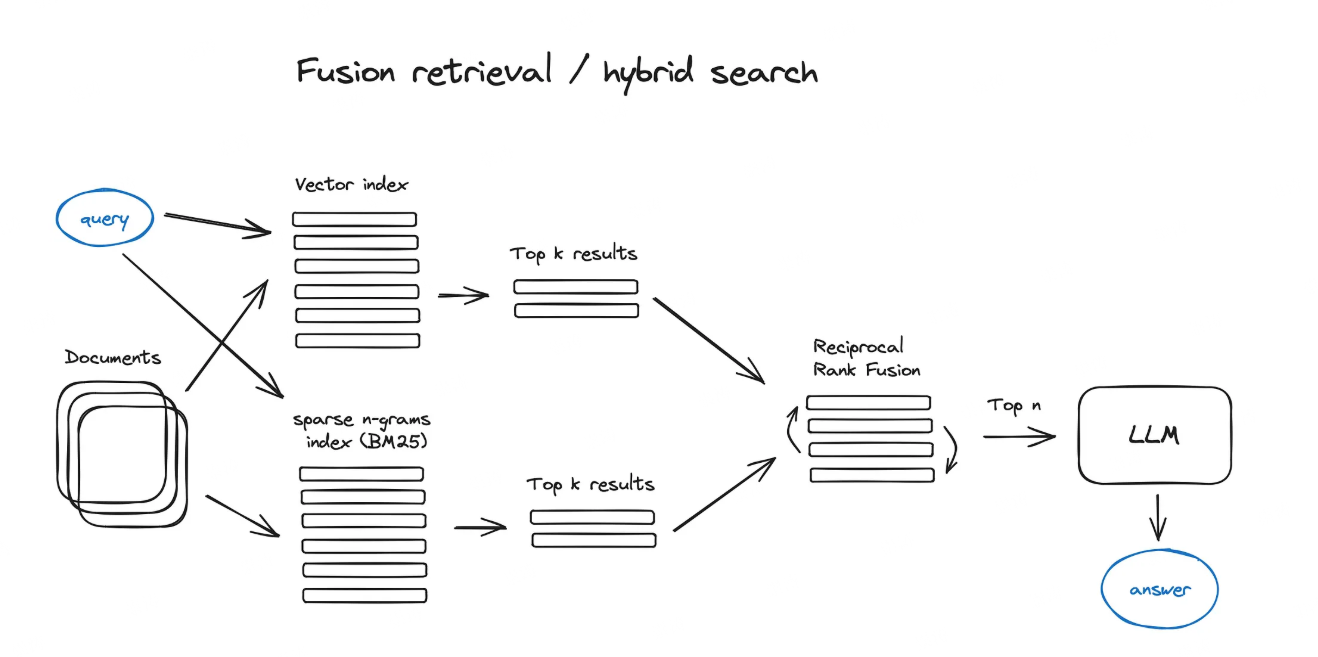 Fusion retrieval / hybrid search
Vector index
query
Top k results
Documents
Reciprocal
Rank Fusion
sparse n-grams
index (BM25)
Top n
LLM
Top k results
answer